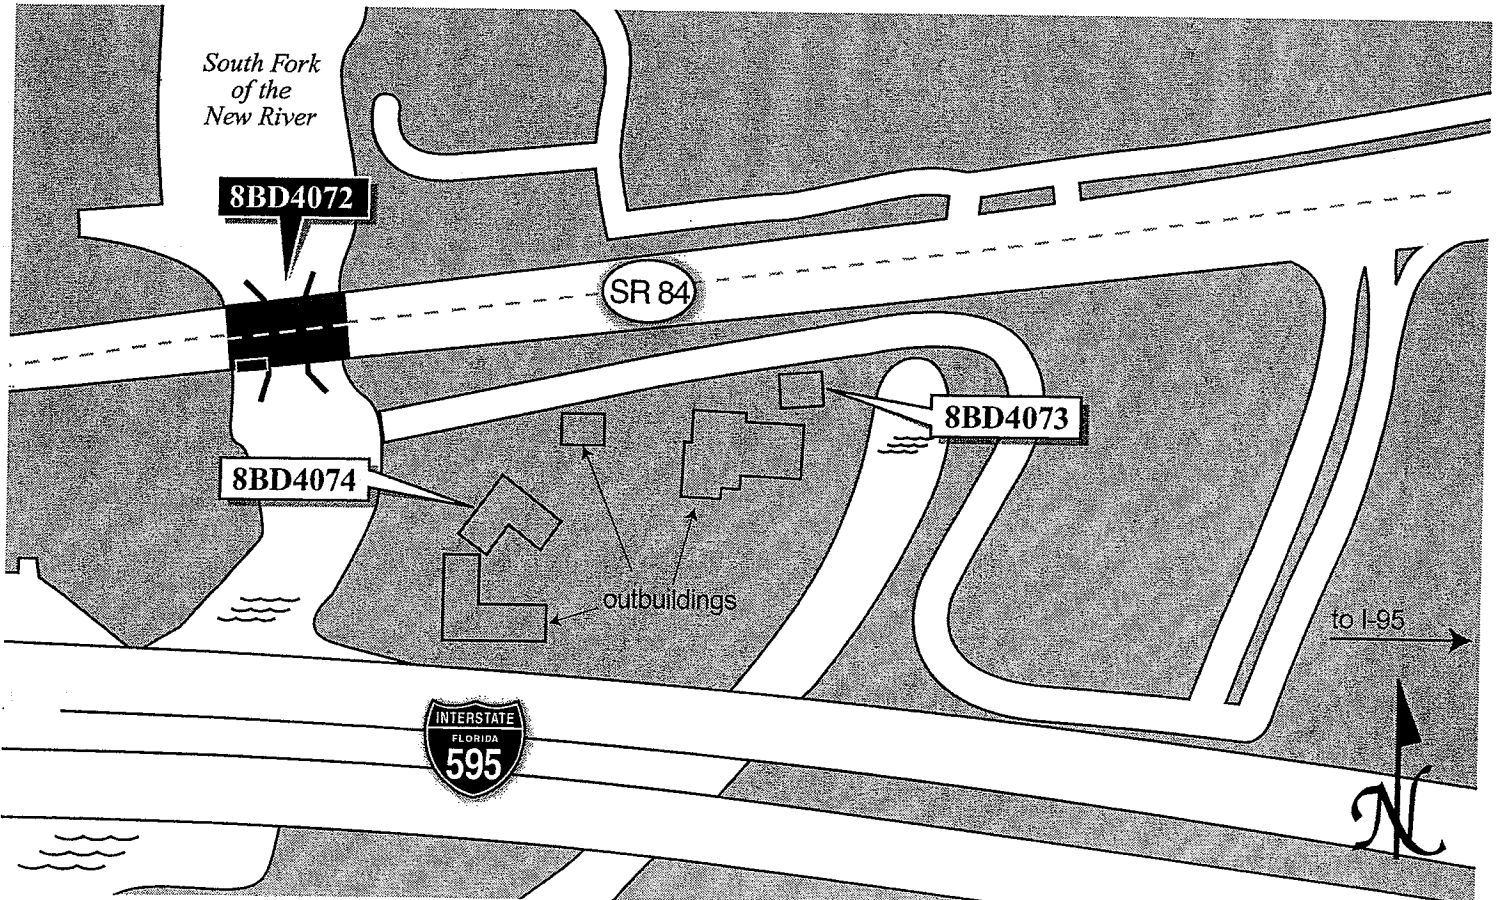 South Fork
of the
New River
8BD4072
SR 84
8BD4073
8BD4074
outbuildings
to I-95
INTERSTATE
FLORIDA
595
N